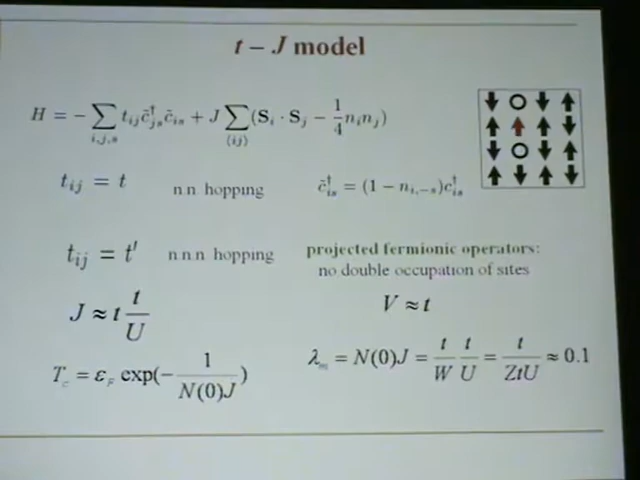 t – J model
H = -∑_{i,j,s} t_{ij} c̃†_{js} c̃_{is} + J ∑_{⟨ij⟩} (S_i · S_j − 1/4 n_i n_j)
t_{ij} = t n.n. hopping c̃†_{is} = (1 − n_{i,−s}) c†_{is}
t_{ij} = t' n.n.n hopping
projected fermionic operators:
no double occupation of sites
J ≈ t t/U
V ≈ t
T_c = ε_F exp(− 1/N(0)J)
λ_m = N(0)J = t/W t/U = t/ZtU ≈ 0.1